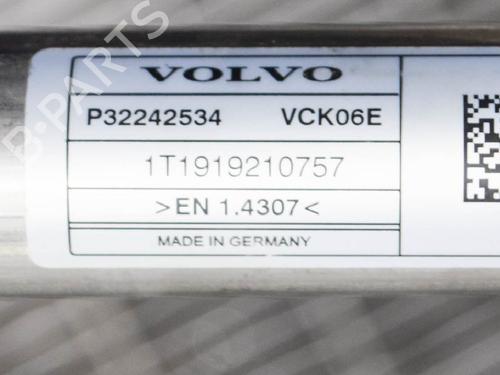 VOLVO
P32242534 VCK06E
1T1919210757
>EN 1.4307<
MADE IN GERMANY
B-PARTS